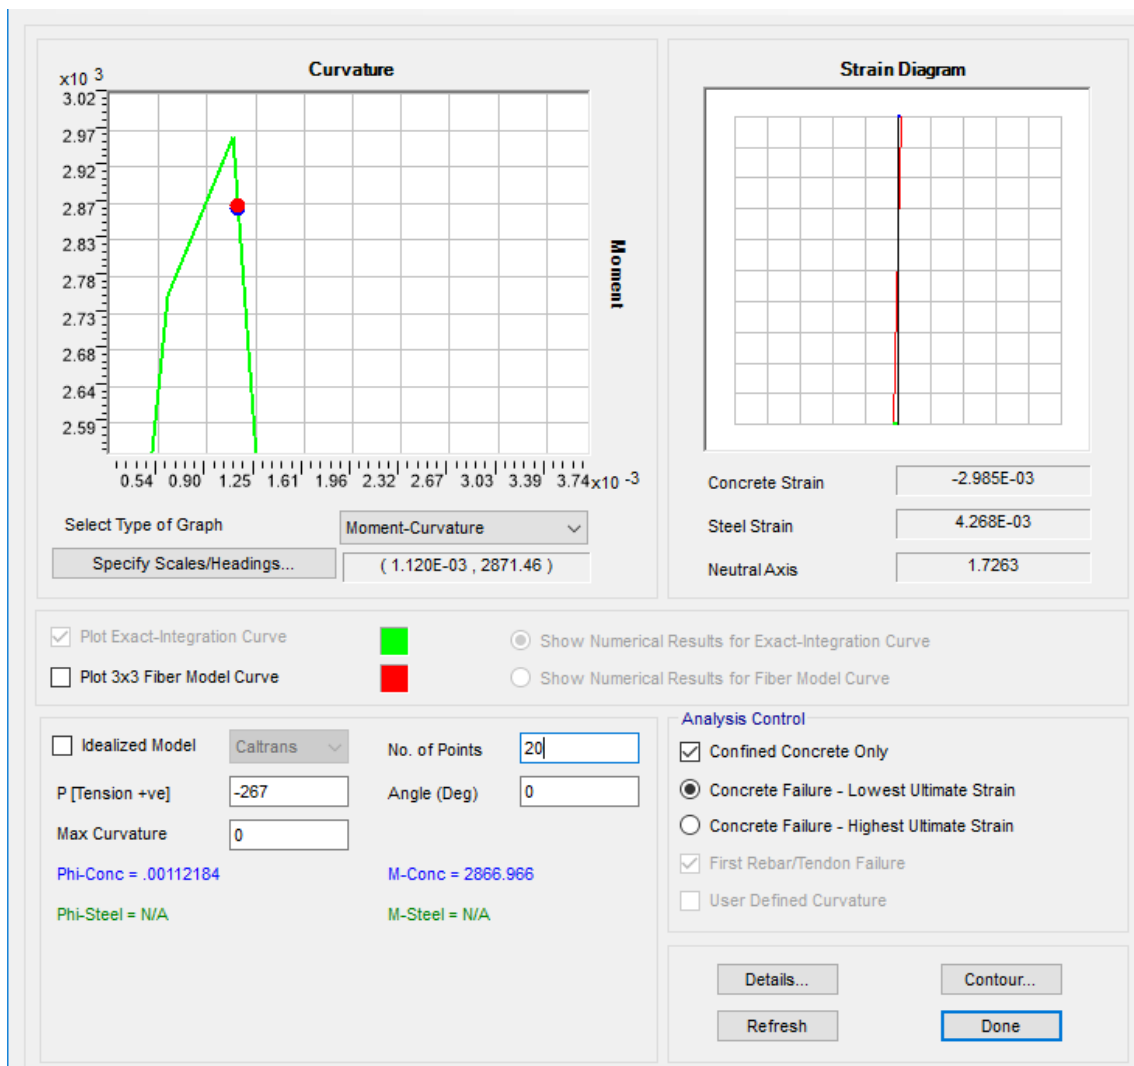 Curvature
x10 3
3.02
2.97
2.92
2.87
2.83
2.78
2.73
2.68
2.64
2.59
0.54 0.90 1.25 1.61 1.96 2.32 2.67 3.03 3.39 3.74 x10 -3
Moment
Select Type of Graph
Moment-Curvature
Specify Scales/Headings...
( 1.120E-03 , 2871.46 )
Strain Diagram
Concrete Strain
-2.985E-03
Steel Strain
4.268E-03
Neutral Axis
1.7263
Plot Exact-Integration Curve
Show Numerical Results for Exact-Integration Curve
Plot 3x3 Fiber Model Curve
Show Numerical Results for Fiber Model Curve
Idealized Model
Caltrans
No. of Points
20
P [Tension +ve]
-267
Angle (Deg)
0
Max Curvature
0
Phi-Conc = .00112184
M-Conc = 2866.966
Phi-Steel = N/A
M-Steel = N/A
Analysis Control
Confined Concrete Only
Concrete Failure - Lowest Ultimate Strain
Concrete Failure - Highest Ultimate Strain
First Rebar/Tendon Failure
User Defined Curvature
Details...
Contour...
Refresh
Done